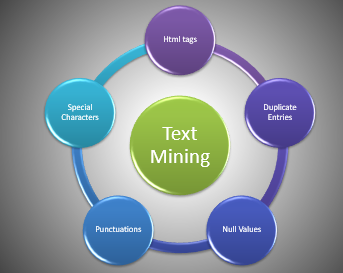 Html tags
Special
Characters
Duplicate
Entries
Text
Mining
Punctuations
Null Values